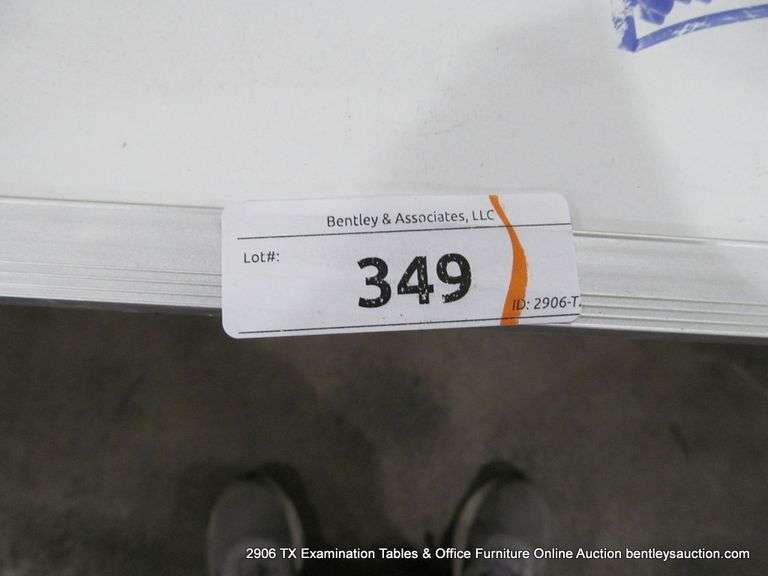 Bentley & Associates, LLC
Lot#:
349
ID: 2906-T
2906 TX Examination Tables & Office Furniture Online Auction bentleysauction.com